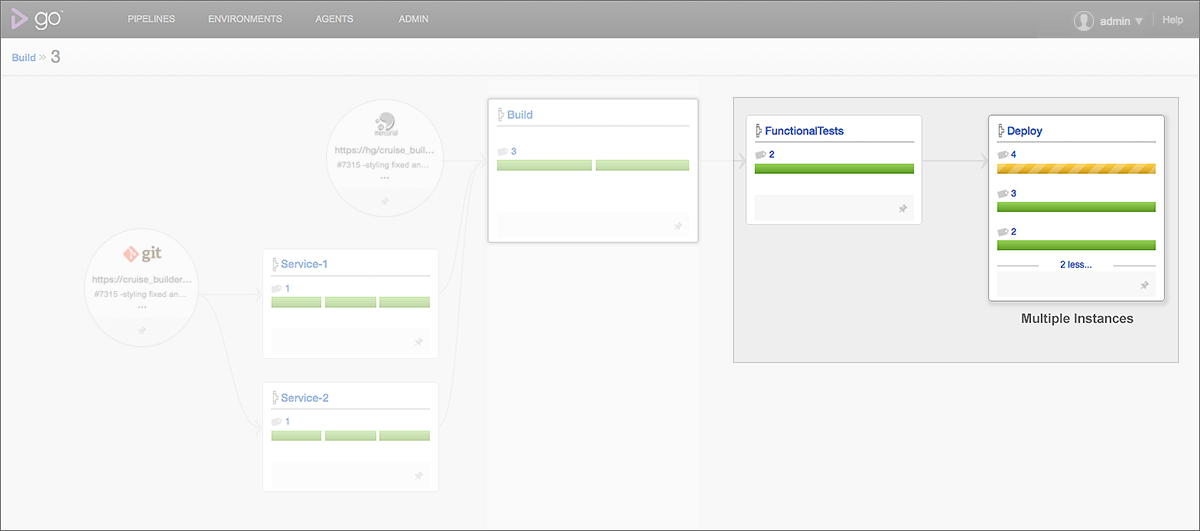 go™
PIPELINES
ENVIRONMENTS
AGENTS
ADMIN
admin
Help
Build » 3
mercurial
https://hg/cruise_buil...
#7315 -styling fixed an...
...
git
https://cruise_builder...
#7315 -styling fixed an...
...
Service-1
1
Service-2
1
Build
3
FunctionalTests
2
Deploy
4
3
2
2 less...
Multiple Instances